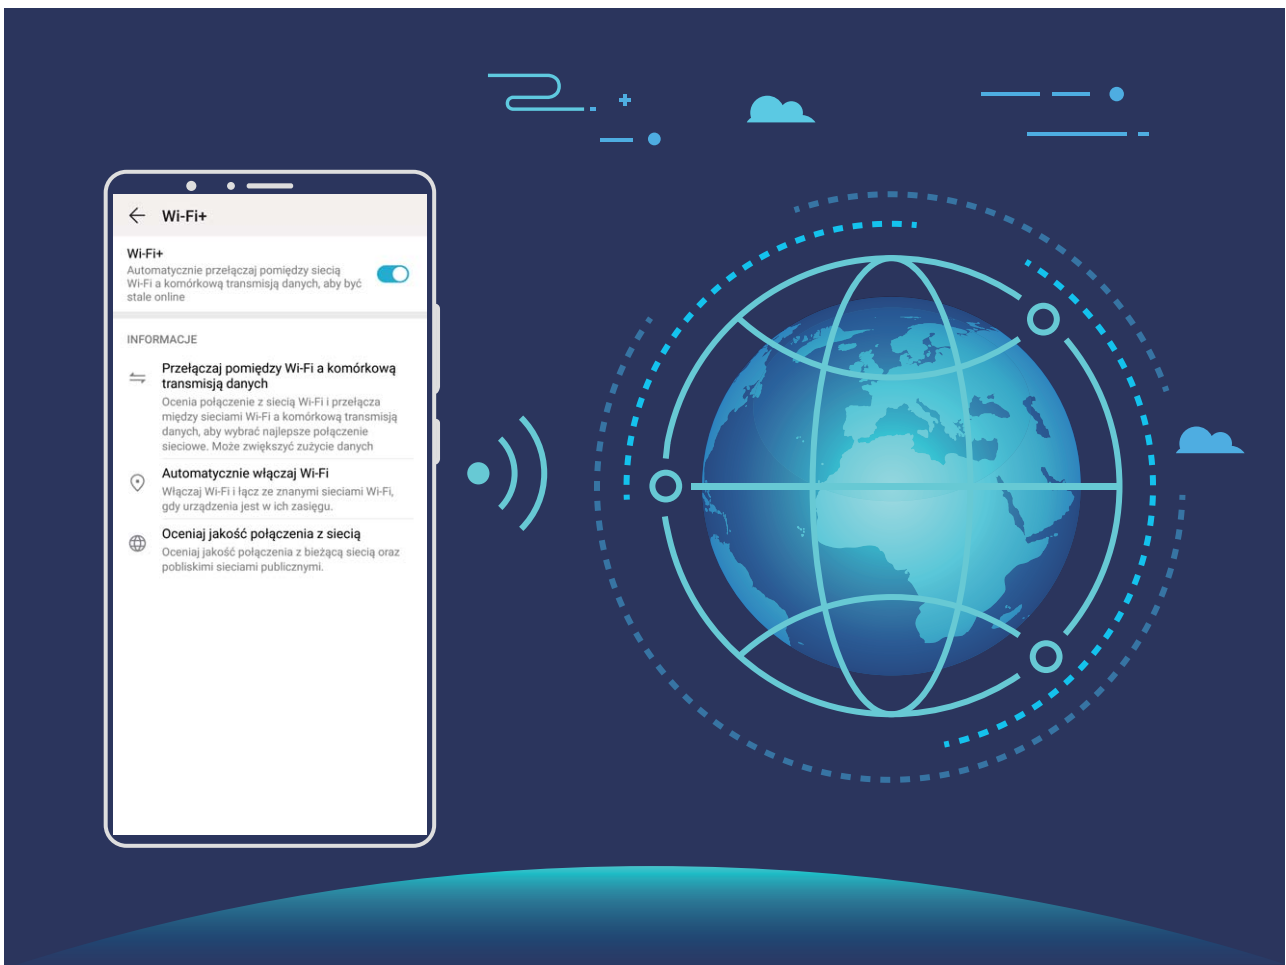 Wi-Fi+
Wi-Fi+
Automatycznie przełączaj pomiędzy siecią
Wi-Fi a komórkową transmisją danych, aby być
stale online
INFORMACJE
Przełączaj pomiędzy Wi-Fi a komórkową
transmisją danych
Ocenia połączenie z siecią Wi-Fi i przełącza
między sieciami Wi-Fi a komórkową transmisją
danych, aby wybrać najlepsze połączenie
sieciowe. Może zwiększyć zużycie danych
Automatycznie włączaj Wi-Fi
Włączaj Wi-Fi i łącz ze znanymi sieciami Wi-Fi,
gdy urządzenia jest w ich zasięgu.
Oceniaj jakość połączenia z siecią
Oceniaj jakość połączenia z bieżącą siecią oraz
pobliskimi sieciami publicznymi.